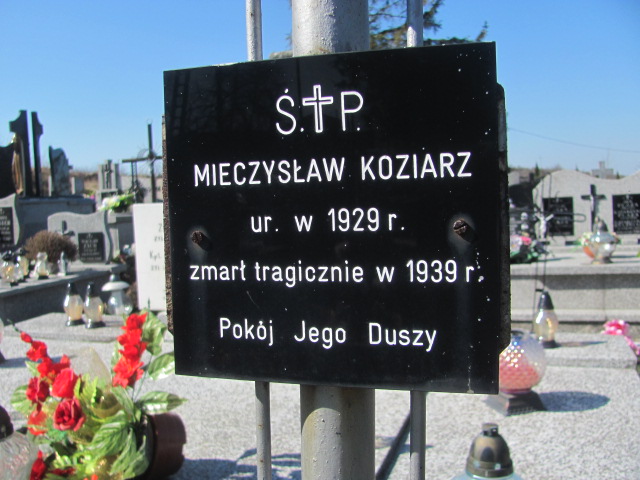 Ś.✝P.
MIECZYSŁAW KOZIARZ
ur. w 1929 r.
zmarł tragicznie w 1939 r.
Pokój Jego Duszy